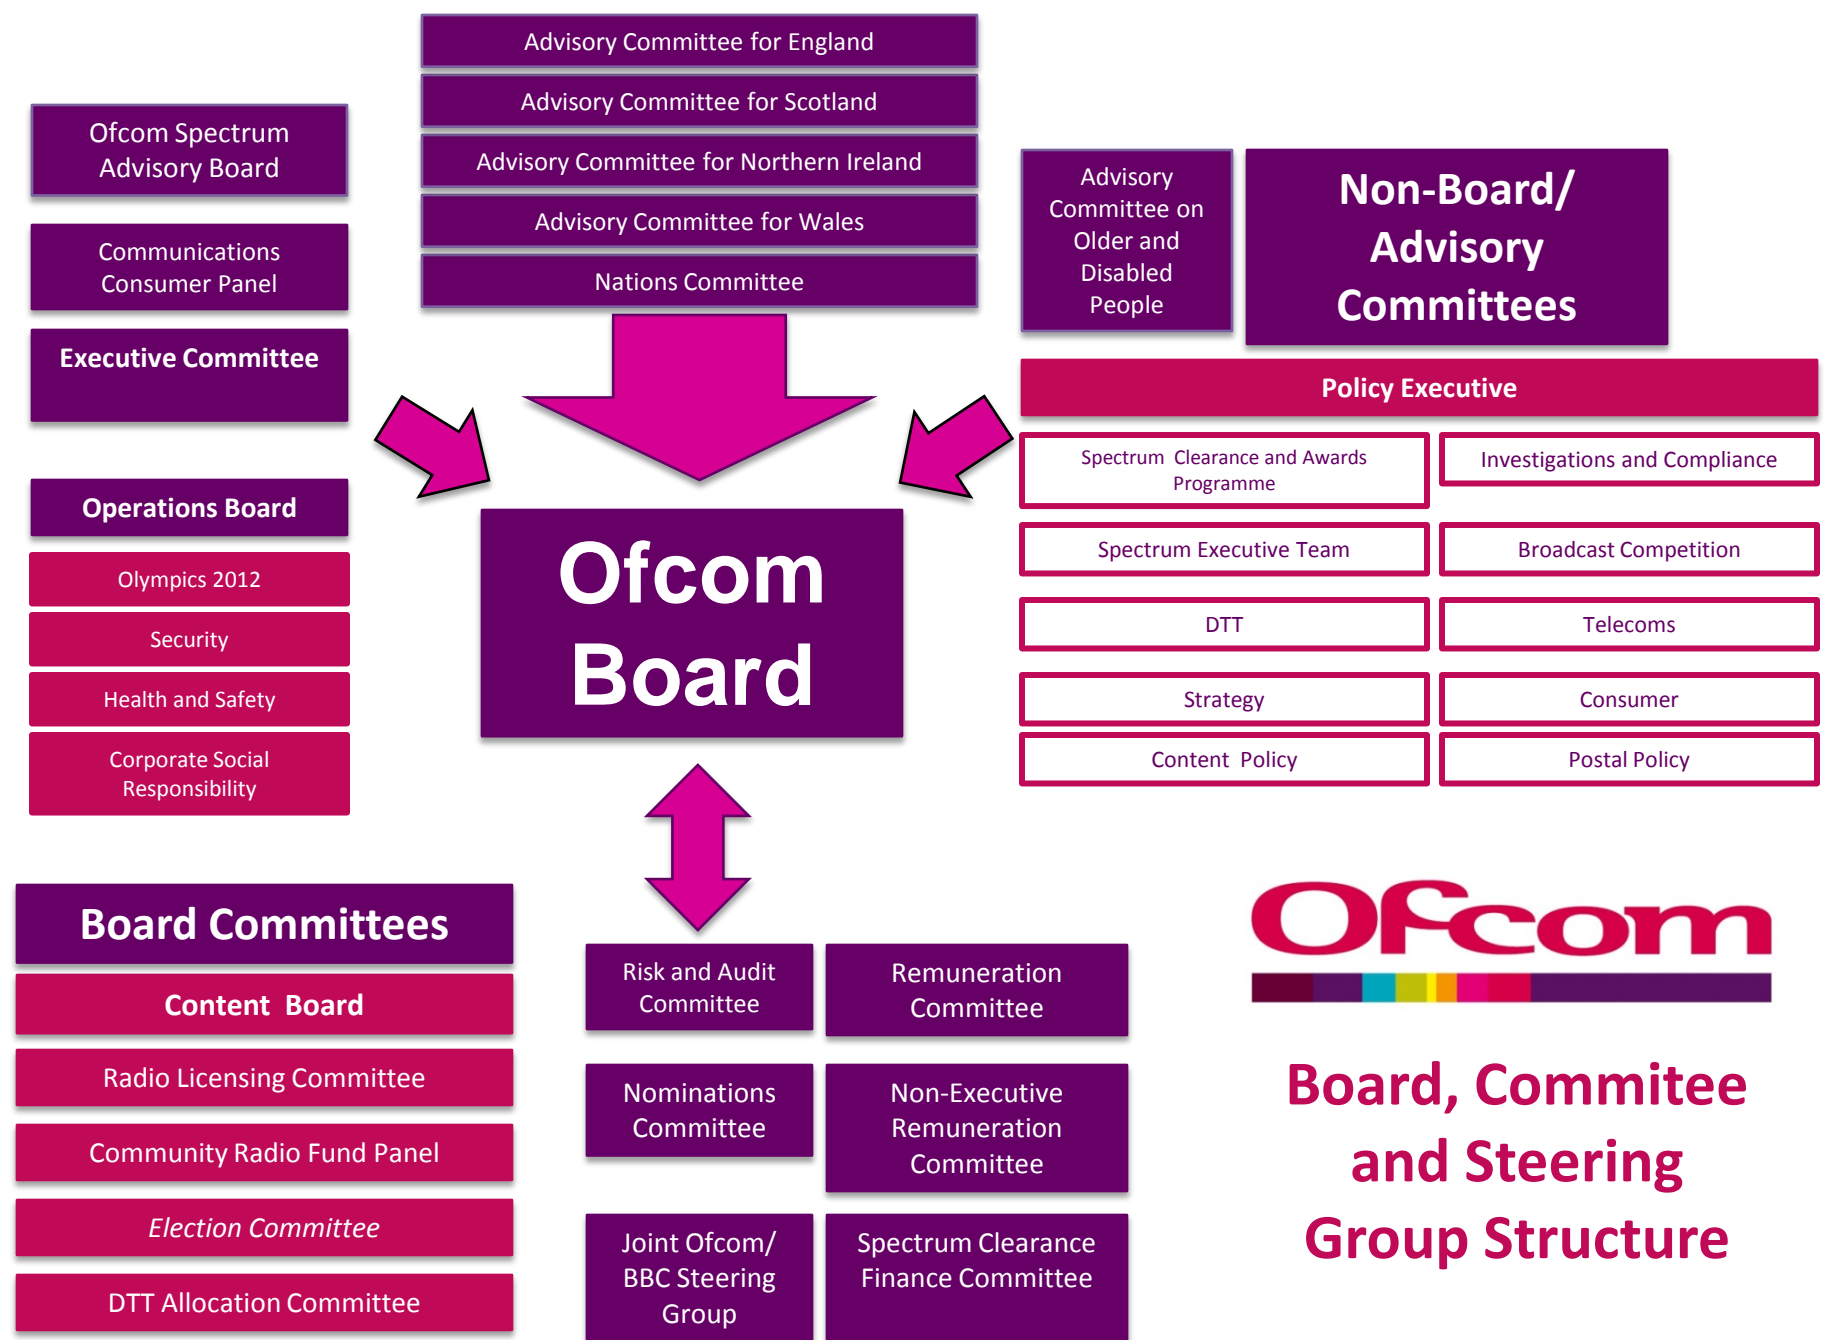 Advisory Committee for England
Advisory Committee for Scotland
Advisory Committee for Northern Ireland
Advisory Committee for Wales
Nations Committee
Ofcom Spectrum
Advisory Board
Communications
Consumer Panel
Executive Committee
Operations Board
Olympics 2012
Security
Health and Safety
Corporate Social
Responsibility
Advisory
Committee on
Older and
Disabled
People
Non-Board/
Advisory
Committees
Policy Executive
Spectrum Clearance and Awards
Programme
Investigations and Compliance
Spectrum Executive Team
Broadcast Competition
DTT
Telecoms
Strategy
Consumer
Content Policy
Postal Policy
Ofcom
Board
Board Committees
Content Board
Radio Licensing Committee
Community Radio Fund Panel
Election Committee
DTT Allocation Committee
Risk and Audit
Committee
Remuneration
Committee
Nominations
Committee
Non-Executive
Remuneration
Committee
Joint Ofcom/
BBC Steering
Group
Spectrum Clearance
Finance Committee
Ofcom
Board, Commitee
and Steering
Group Structure